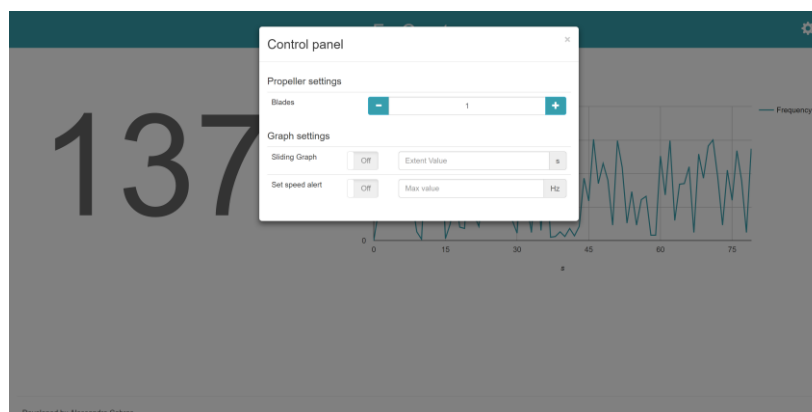 Control panel ×
Propeller settings
Blades − 1 +
Graph settings
Sliding Graph Off Extent Value s
Set speed alert Off Max value Hz
137
Frequency
0
0 15 30 45 60 75
s